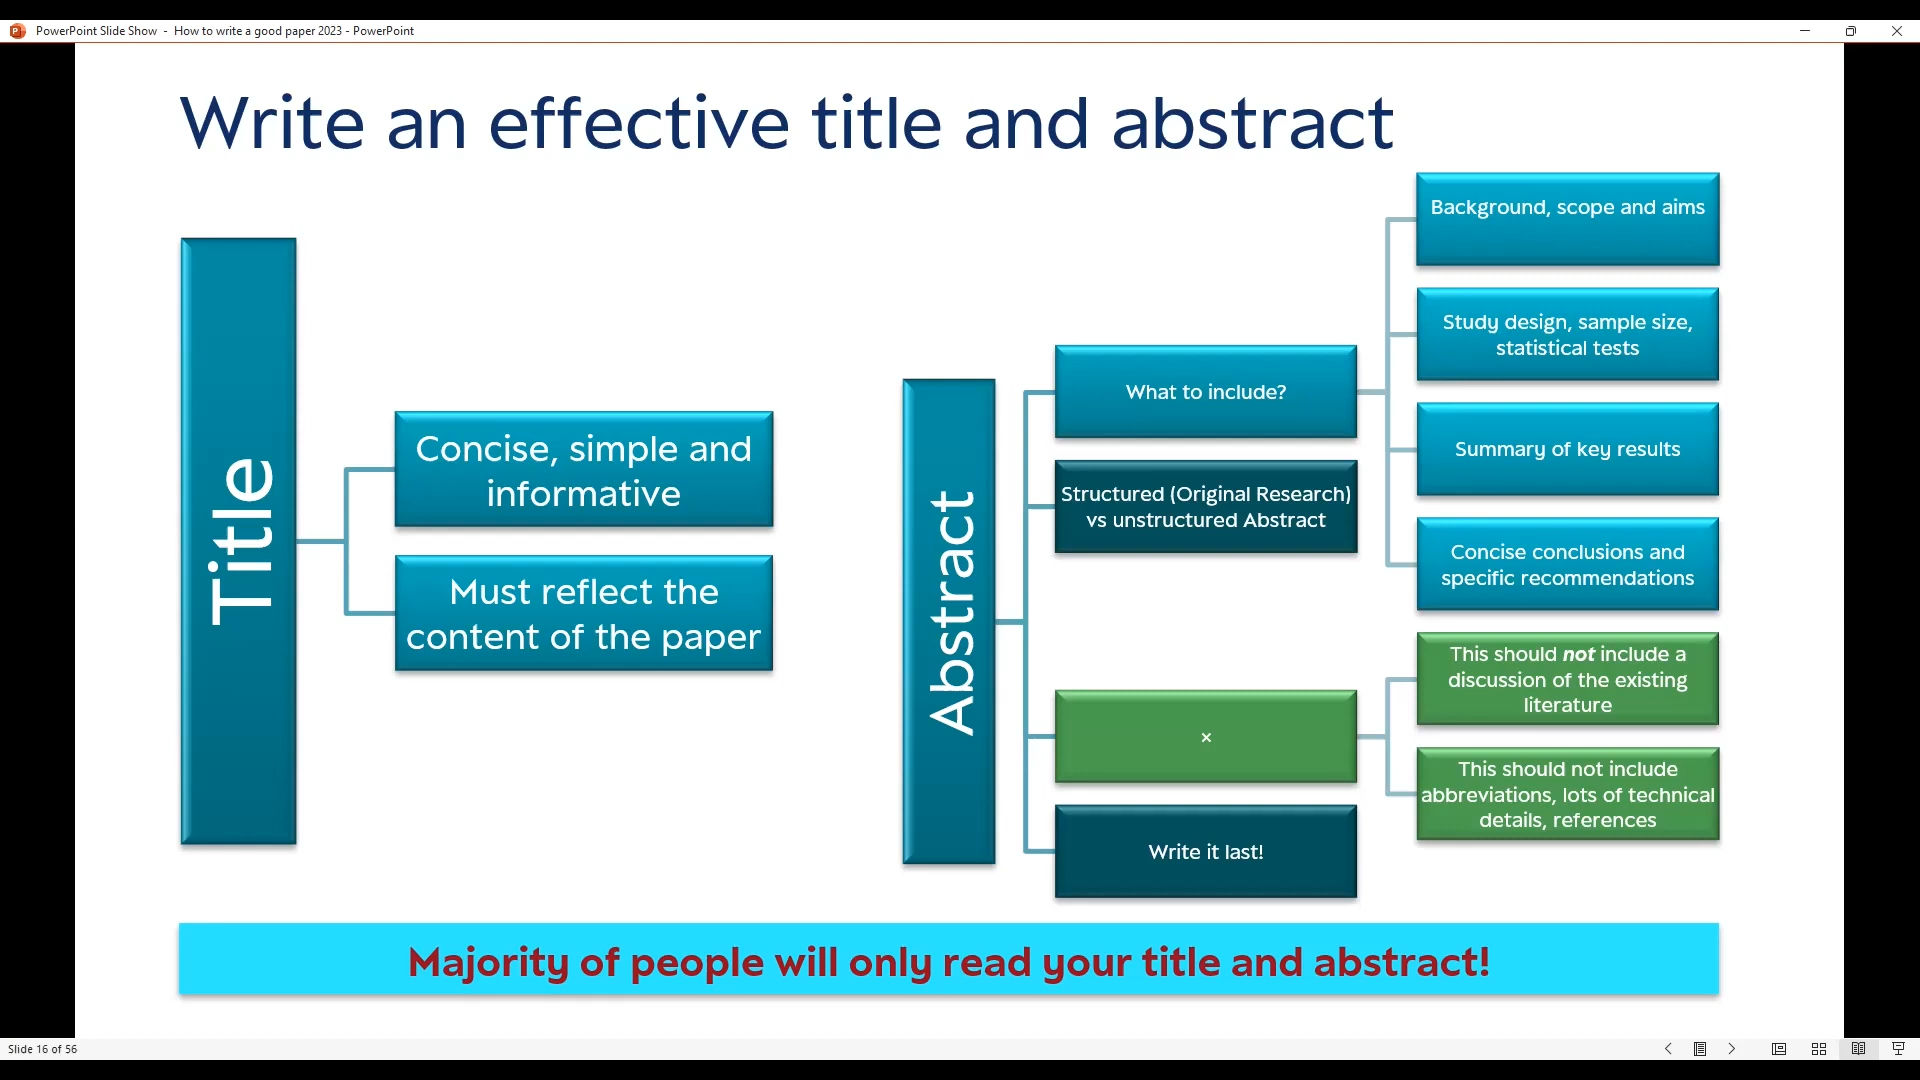 PowerPoint Slide Show - How to write a good paper 2023 - PowerPoint
Write an effective title and abstract
Title
Concise, simple and
informative
Must reflect the
content of the paper
Abstract
What to include?
Background, scope and aims
Study design, sample size,
statistical tests
Summary of key results
Concise conclusions and
specific recommendations
Structured (Original Research)
vs unstructured Abstract
×
This should not include a
discussion of the existing
literature
This should not include
abbreviations, lots of technical
details, references
Write it last!
Majority of people will only read your title and abstract!
Slide 16 of 56